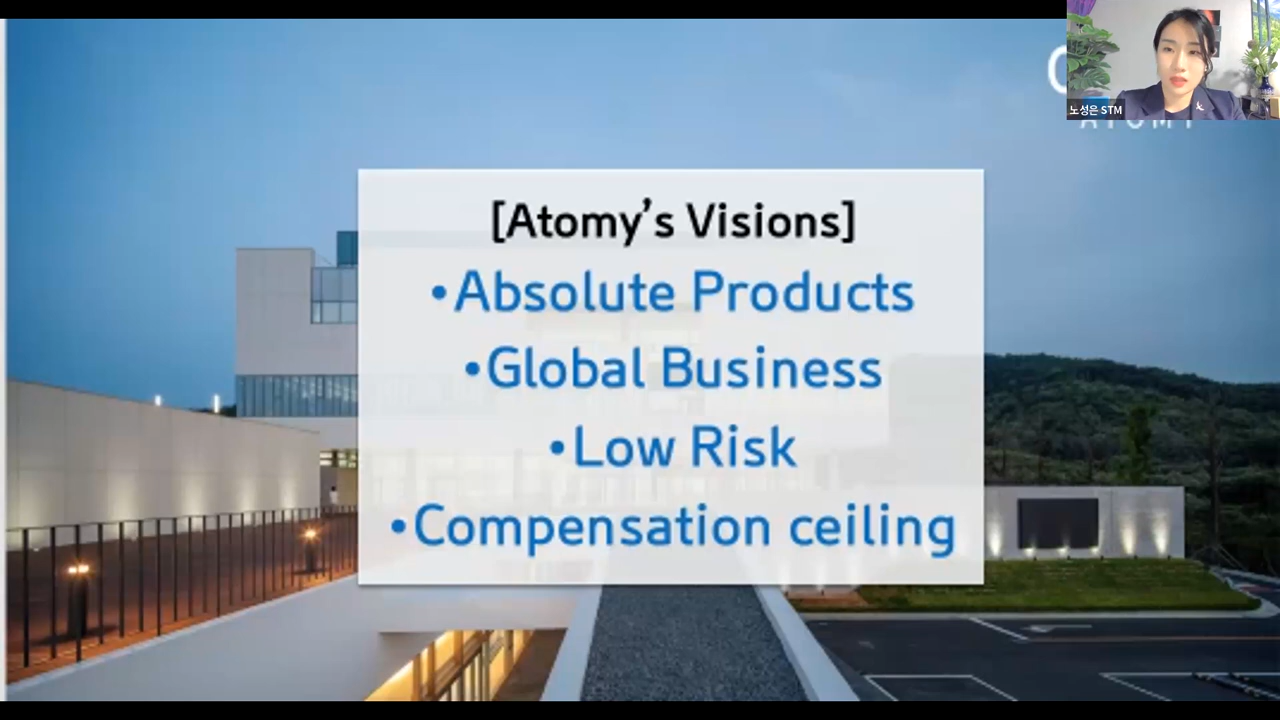 [Atomy's Visions]
•Absolute Products
•Global Business
•Low Risk
•Compensation ceiling
노성은 STM